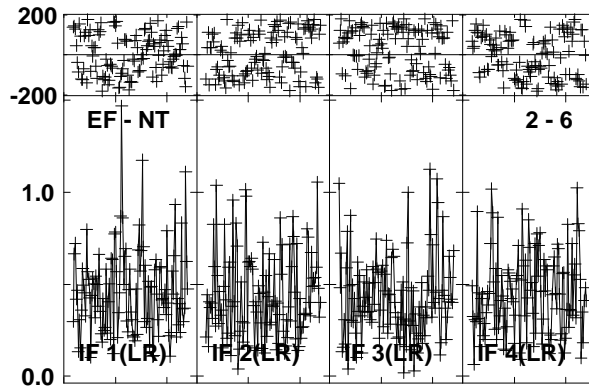 200
-200
EF - NT 2 - 6
1.0
0.0
IF 1(LR) IF 2(LR) IF 3(LR) IF 4(LR)